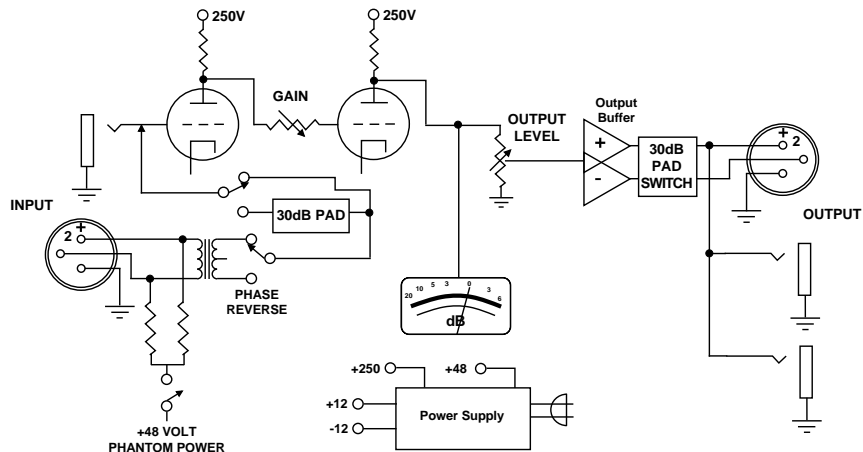 250V
250V
GAIN
OUTPUT
LEVEL
Output
Buffer
+
-
30dB
PAD
SWITCH
+
2
OUTPUT
INPUT
2
+
30dB PAD
PHASE
REVERSE
20 10 5 3 0 3 6
dB
+48 VOLT
PHANTOM POWER
+250
+48
+12
-12
Power Supply